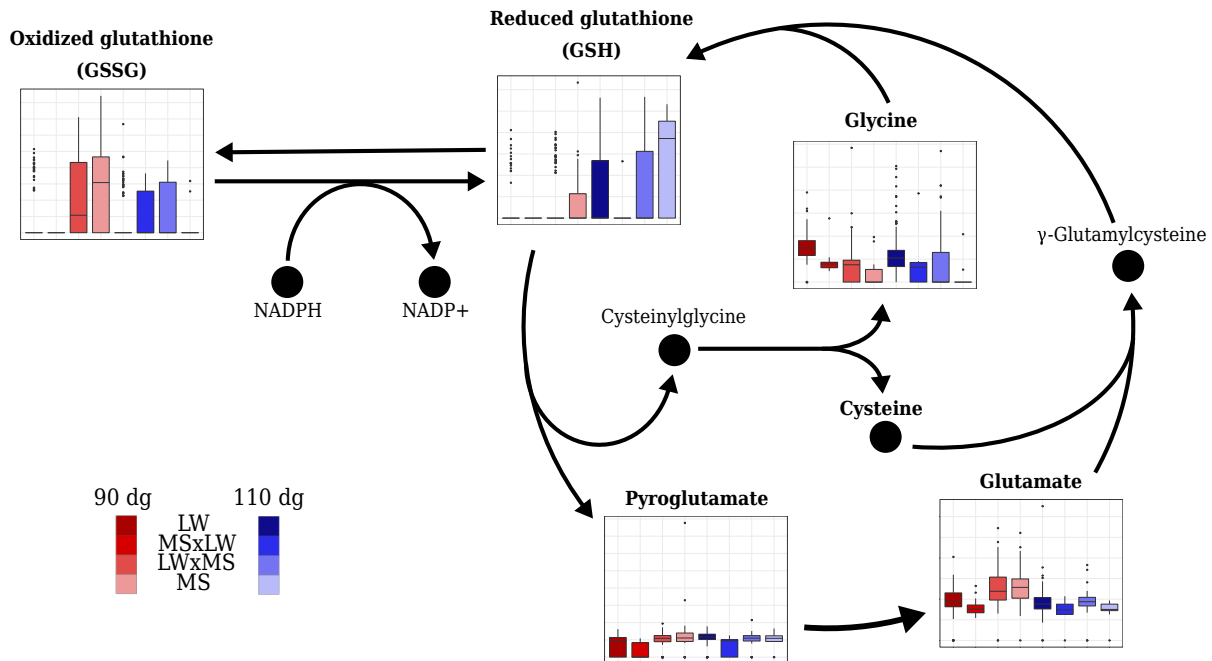 Reduced glutathione
(GSH)
Oxidized glutathione
(GSSG)
Glycine
γ-Glutamylcysteine
NADPH
NADP+
Cysteinylglycine
Cysteine
Pyroglutamate
Glutamate
90 dg 110 dg
LW
MSxLW
LWxMS
MS